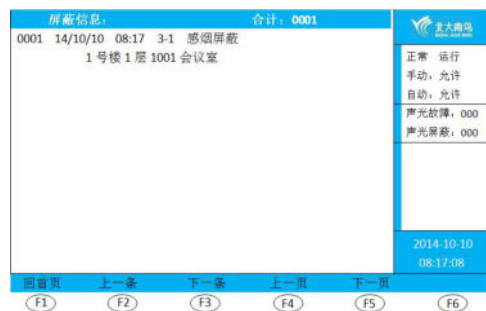 屏蔽信息: 合计: 0001
0001 14/10/10 08:17 3-1 感烟屏蔽
1号楼1层1001会议室
北大青鸟
正常 运行
手动: 允许
自动: 允许
声光故障: 000
声光屏蔽: 000
2014-10-10
08:17:08
回首页 上一条 下一条 上一页 下一页
F1 F2 F3 F4 F5 F6